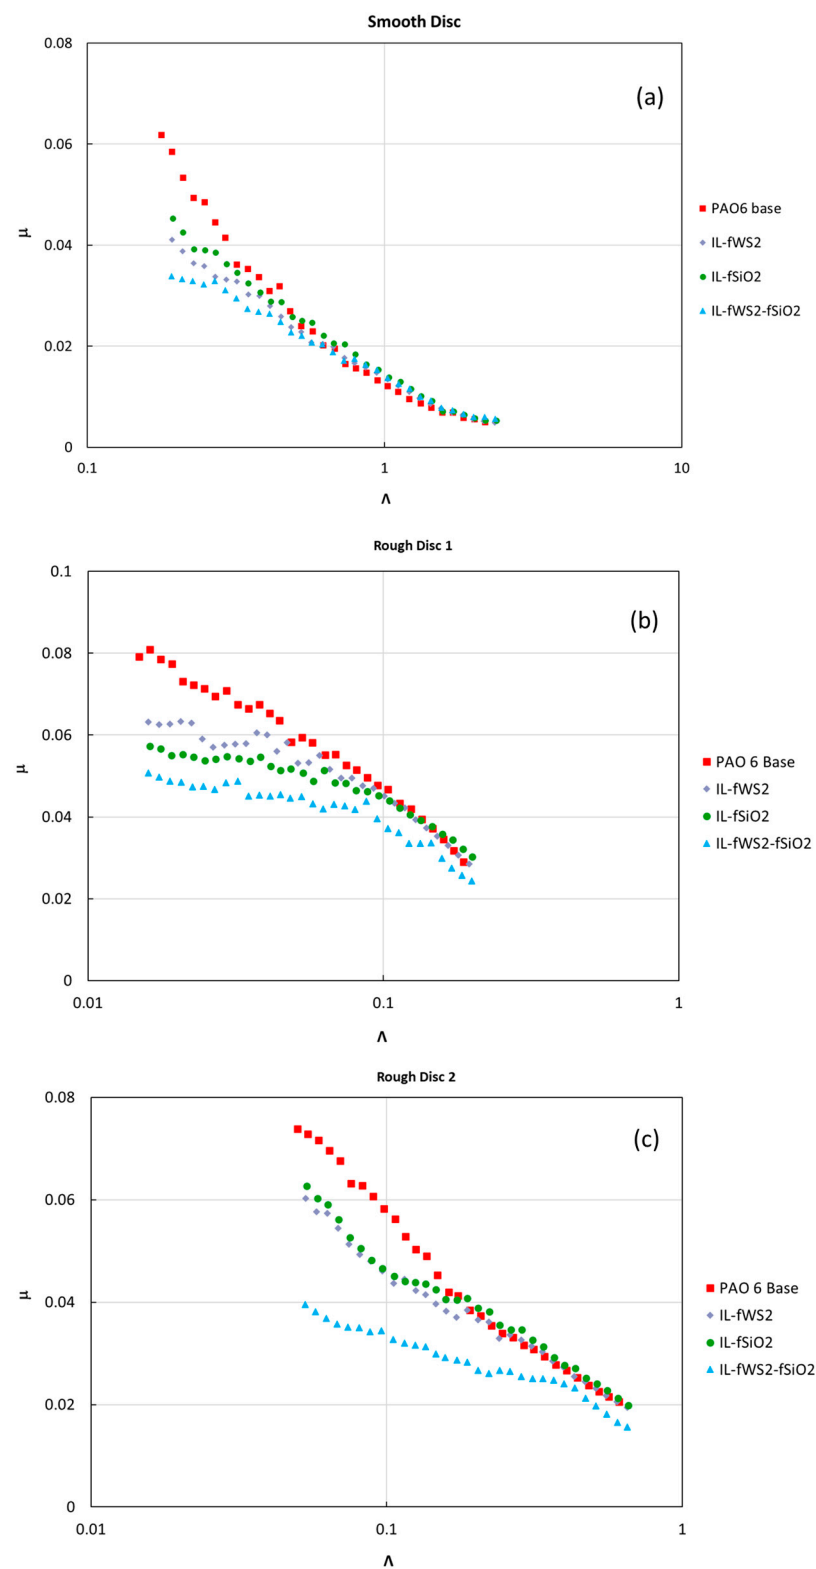 Smooth Disc
0.08
(a)
0.06
PAO6 base
0.04
IL-fWS2
μ
IL-fSiO2
IL-fWS2-fSiO2
0.02
0
0.1
1
10
Λ
Rough Disc 1
0.1
(b)
0.08
0.06
PAO 6 Base
μ
IL-fWS2
0.04
IL-fSiO2
IL-fWS2-fSiO2
0.02
0
0.01
0.1
1
Λ
Rough Disc 2
0.08
(c)
0.06
μ
PAO 6 Base
0.04
IL-fWS2
IL-fSiO2
IL-fWS2-fSiO2
0.02
0
0.01
0.1
1
Λ